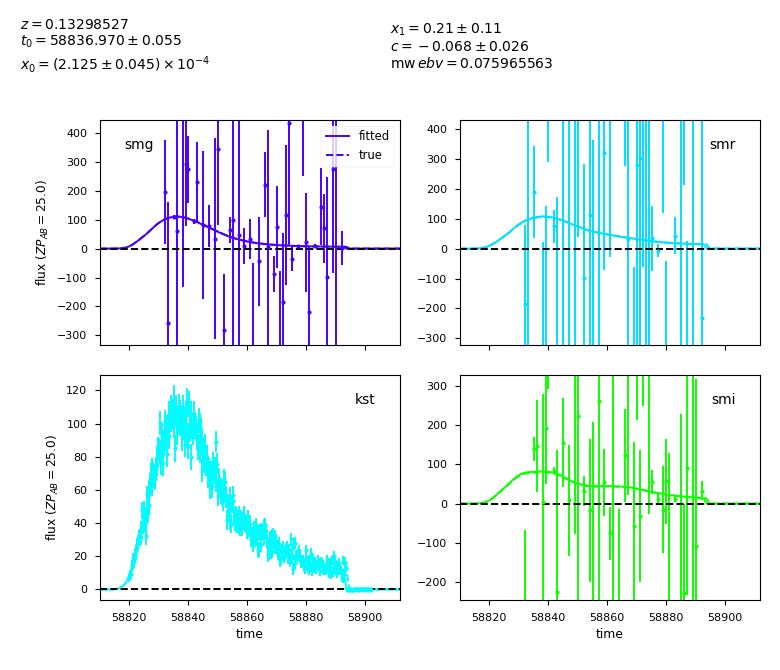 z = 0.13298527
t0 = 58836.970 ± 0.055
x0 = (2.125 ± 0.045) × 10^−4
x1 = 0.21 ± 0.11
c = −0.068 ± 0.026
mw ebv = 0.075965563
smg
fitted
true
400
300
200
100
0
−100
−200
−300
flux (ZP_AB = 25.0)
smr
400
300
200
100
0
−100
−200
−300
kst
120
100
80
60
40
20
0
flux (ZP_AB = 25.0)
58820 58840 58860 58880 58900
time
smi
300
200
100
0
−100
−200
58820 58840 58860 58880 58900
time